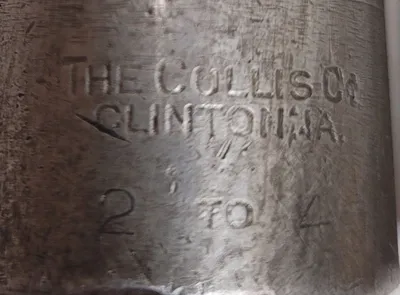 THE COLLIS CO
CLINTON IA.
2 TO 4